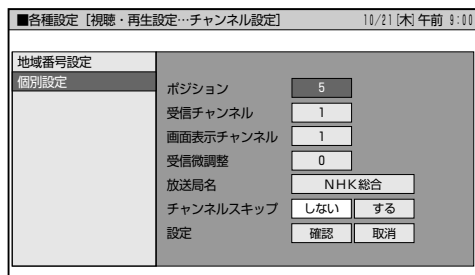 ■各種設定［視聴・再生設定…チャンネル設定］ 10/21［木］午前 9:00
地域番号設定
個別設定
ポジション 5
受信チャンネル 1
画面表示チャンネル 1
受信微調整 0
放送局名 NHK総合
チャンネルスキップ しない する
設定 確認 取消